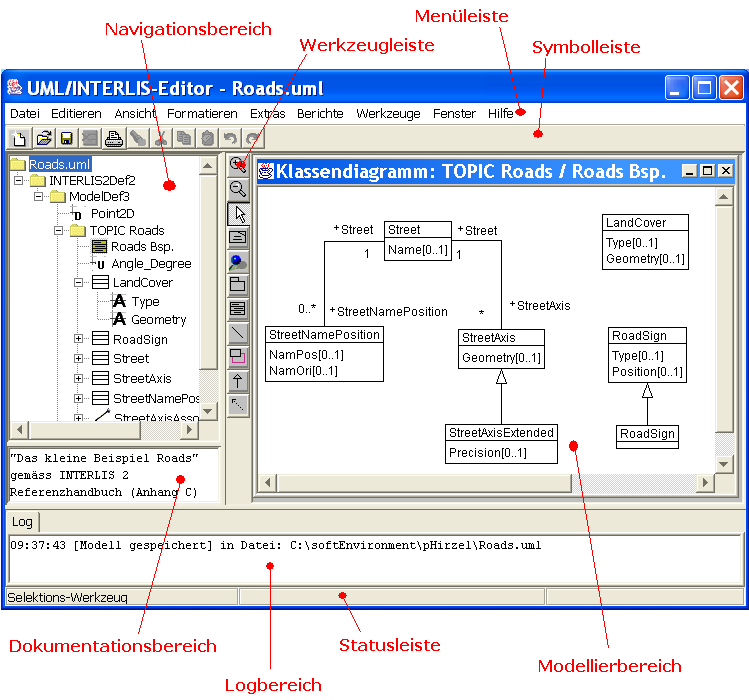 Menüleiste
Navigationsbereich
Werkzeugleiste
Symbolleiste
UML/INTERLIS-Editor - Roads.uml
Datei Editieren Ansicht Formatieren Extras Berichte Werkzeuge Fenster Hilfe
Roads.uml
INTERLIS2Def2
ModelDef3
D Point2D
TOPIC Roads
Roads Bsp.
U Angle_Degree
LandCover
A Type
A Geometry
RoadSign
Street
StreetAxis
StreetNamePos
StreetAxisAsso
Klassendiagramm: TOPIC Roads / Roads Bsp.
+Street
1
Street
Name[0..1]
+Street
1
LandCover
Type[0..1]
Geometry[0..1]
0..*
+StreetNamePosition
*
+StreetAxis
StreetNamePosition
NamPos[0..1]
NamOri[0..1]
StreetAxis
Geometry[0..1]
RoadSign
Type[0..1]
Position[0..1]
StreetAxisExtended
Precision[0..1]
RoadSign
"Das kleine Beispiel Roads"
gemäss INTERLIS 2
Referenzhandbuch (Anhang C)
Log
09:37:43 [Modell gespeichert] in Datei: C:\softEnvironment\pHirzel\Roads.uml
Selektions-Werkzeug
Dokumentationsbereich
Statusleiste
Modellierbereich
Logbereich